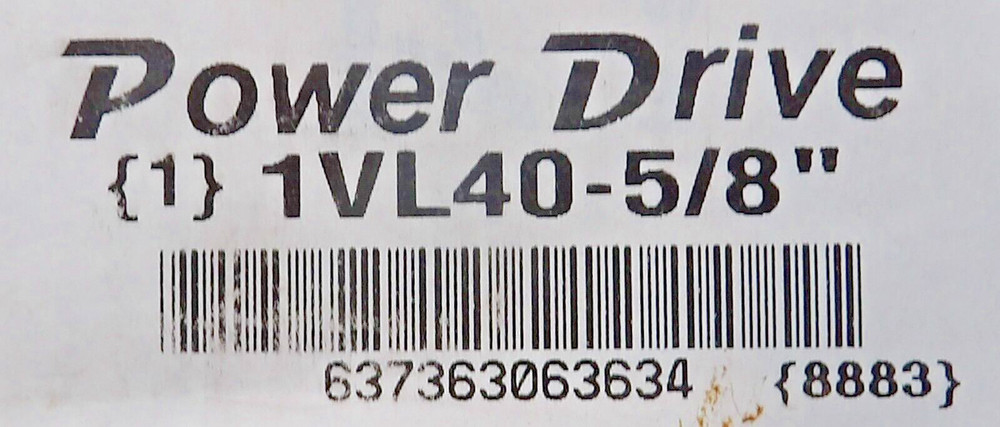 Power Drive
{1} 1VL40-5/8"
637363063634 {8883}